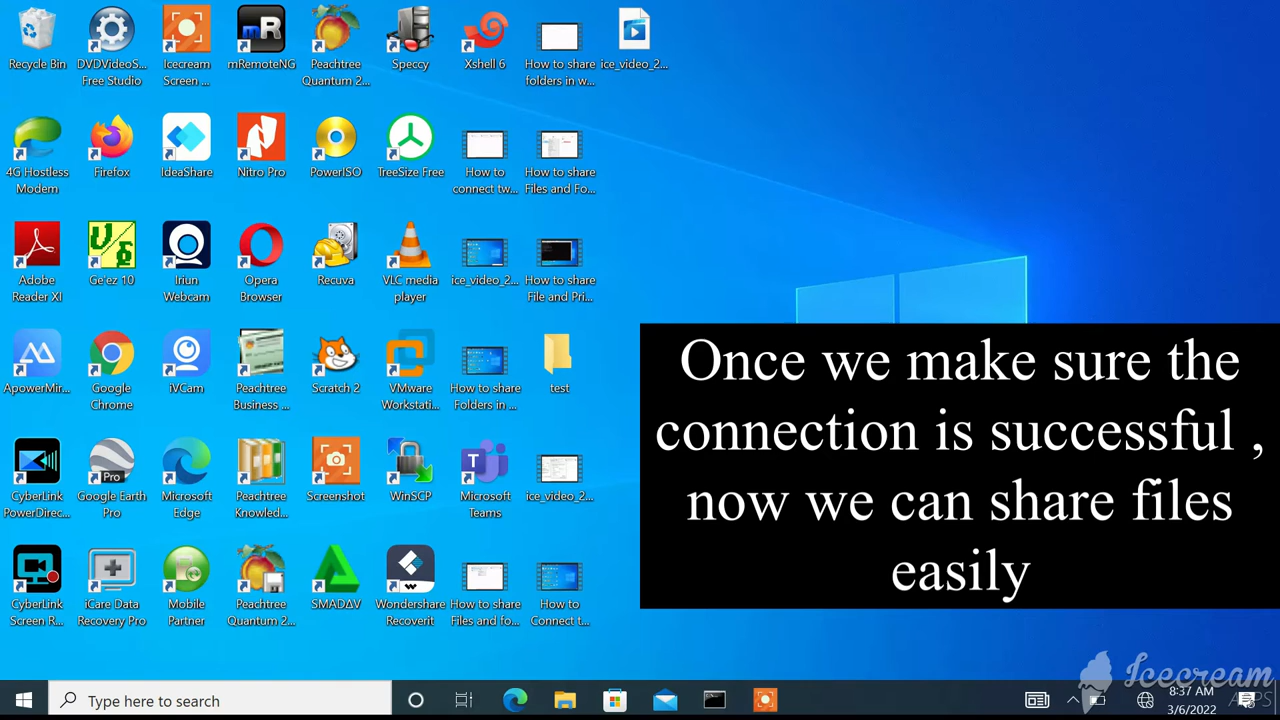 Recycle Bin
DVDVideoS...
Free Studio
Icecream
Screen ...
mRemoteNG
Peachtree
Quantum 2...
Speccy
Xshell 6
How to share
folders in w...
ice_video_2...
4G Hostless
Modem
Firefox
IdeaShare
Nitro Pro
PowerISO
TreeSize Free
How to
connect tw...
How to share
Files and Fo...
Adobe
Reader XI
Ge'ez 10
Iriun
Webcam
Opera
Browser
Recuva
VLC media
player
ice_video_2...
How to share
File and Pri...
ApowerMir...
Google
Chrome
iVCam
Peachtree
Business ...
Scratch 2
VMware
Workstati...
How to share
Folders in ...
test
Once we make sure the
connection is successful ,
now we can share files
easily
CyberLink
PowerDirec...
Pro
Google Earth
Pro
Microsoft
Edge
Peachtree
Knowled...
Screenshot
WinSCP
Microsoft
Teams
ice_video_2...
CyberLink
Screen R...
iCare Data
Recovery Pro
Mobile
Partner
Peachtree
Quantum 2...
SMADΔV
Wondershare
Recoverit
How to share
Files and fo...
How to
Connect t...
Type here to search
Icecream
APPS
8:37 AM
3/6/2022